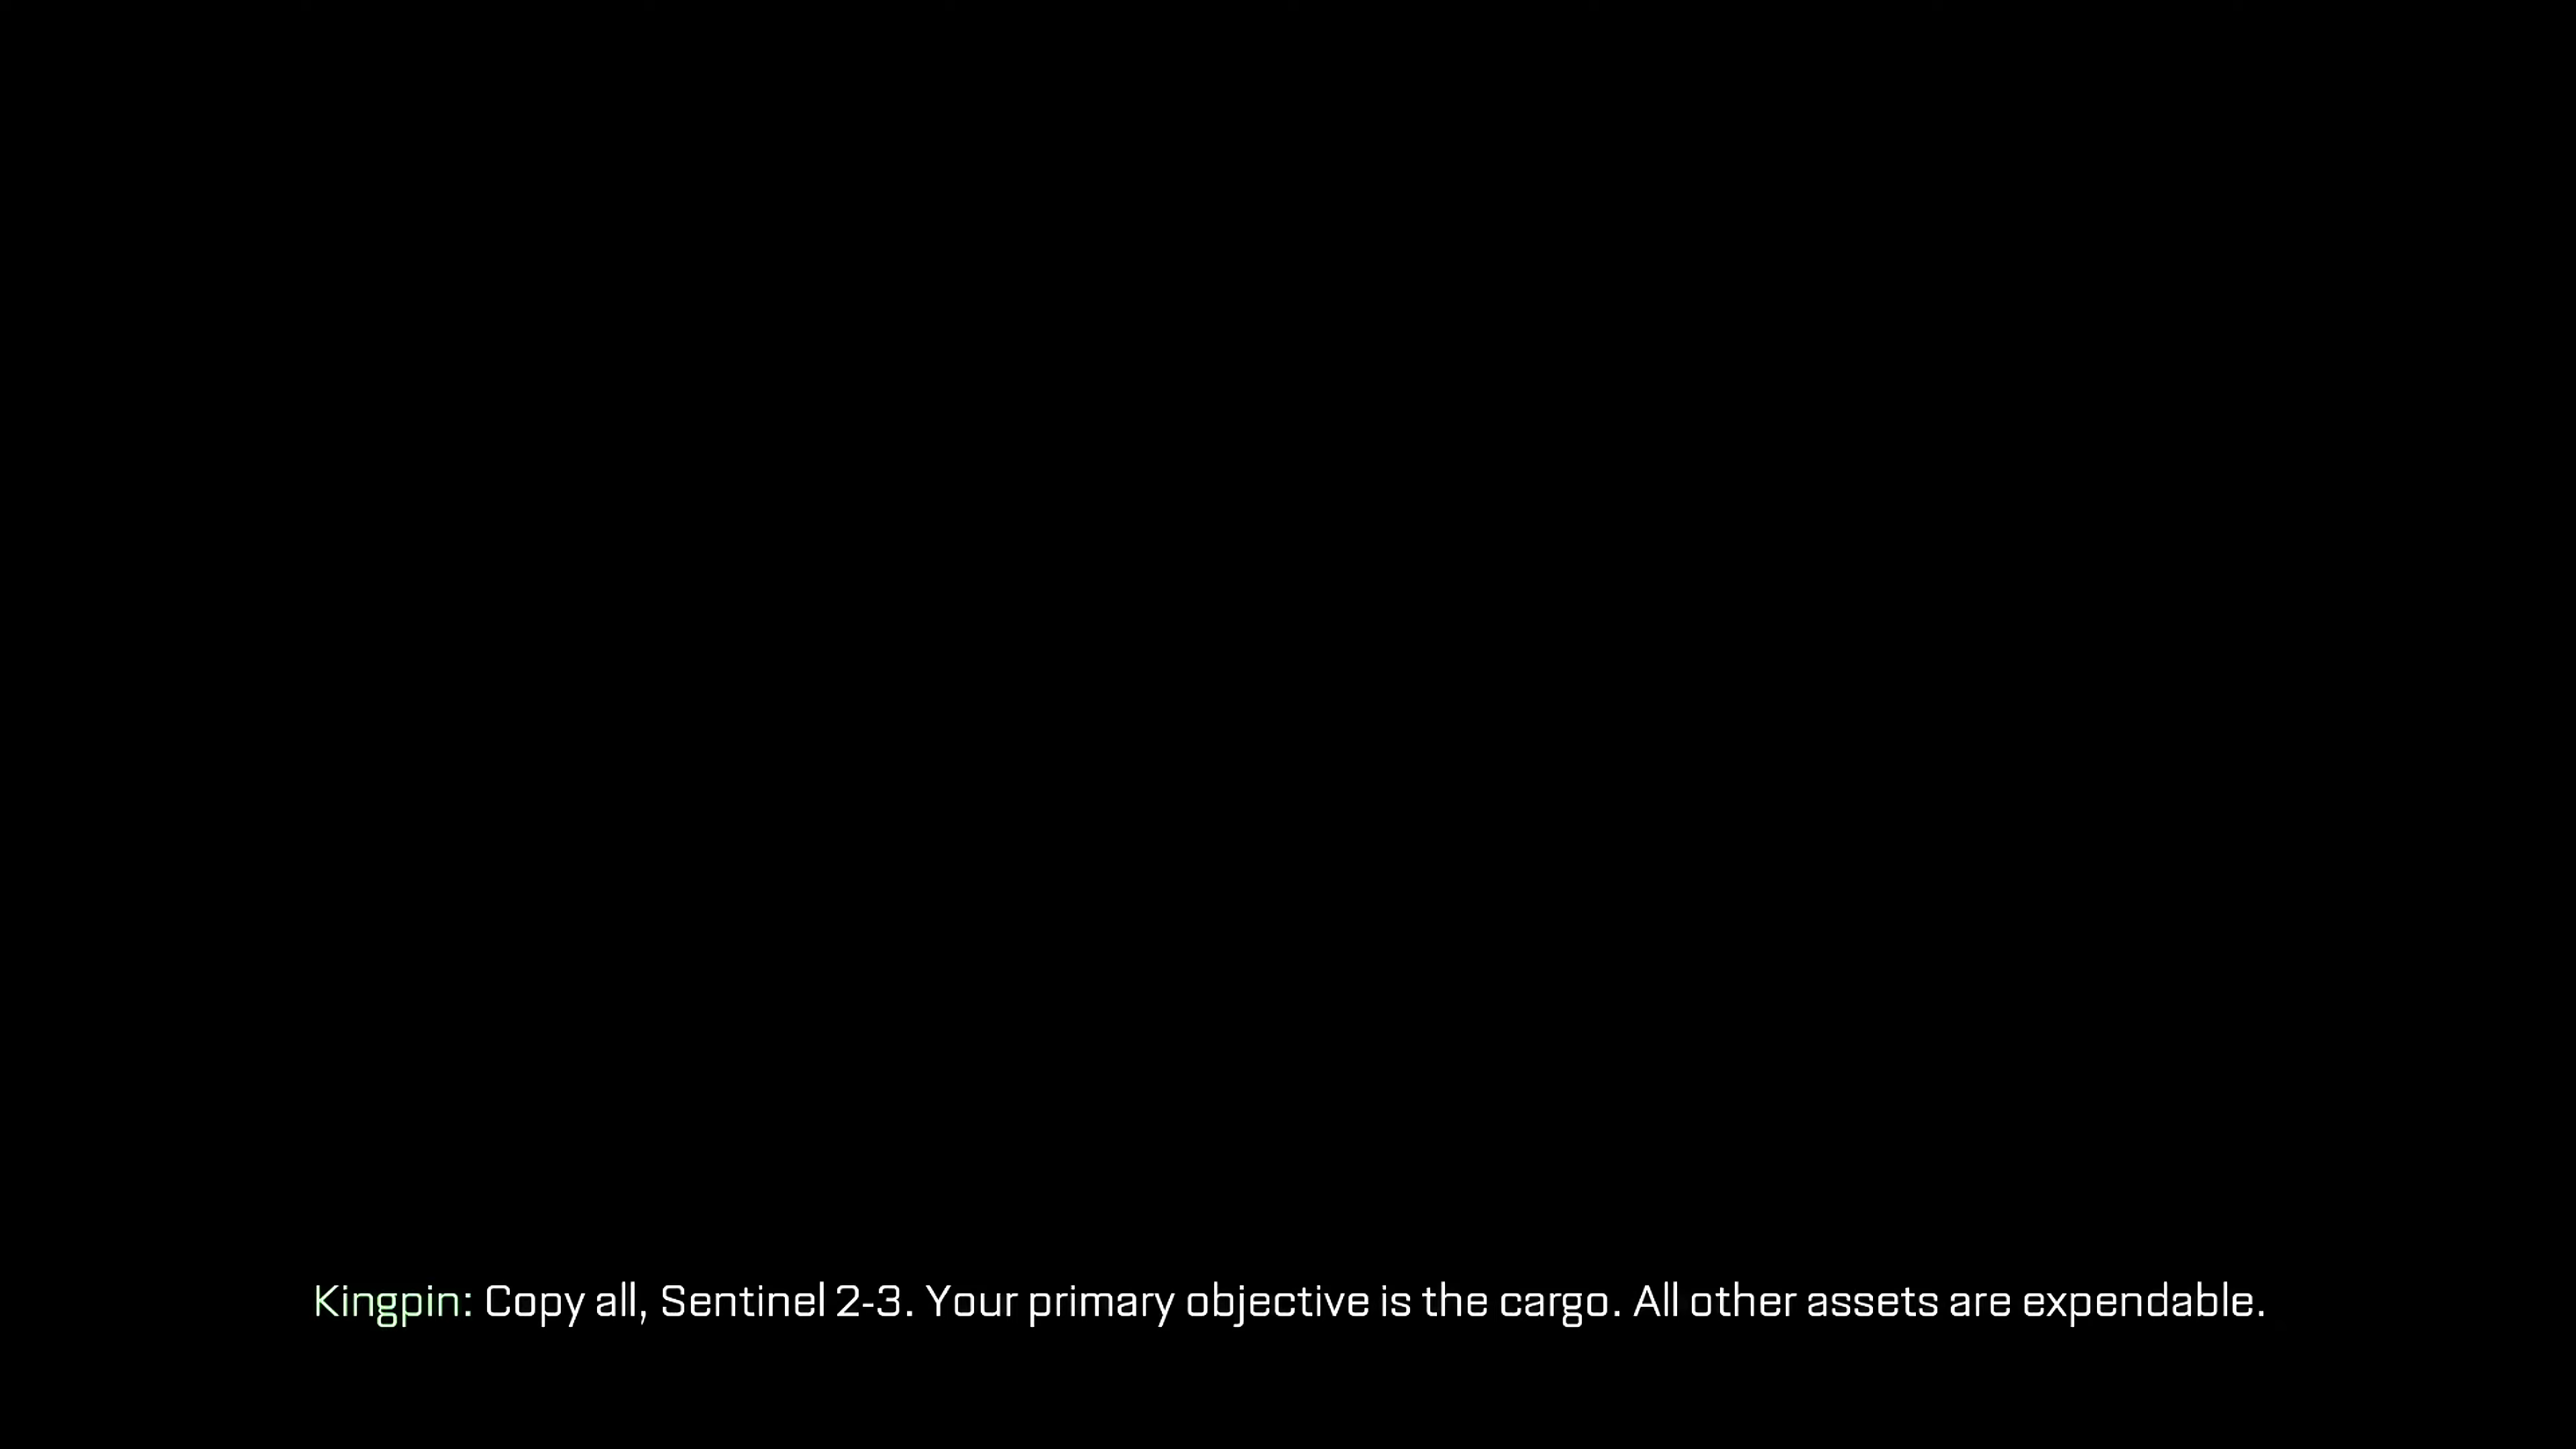 Kingpin: Copy all, Sentinel 2-3. Your primary objective is the cargo. All other assets are expendable.